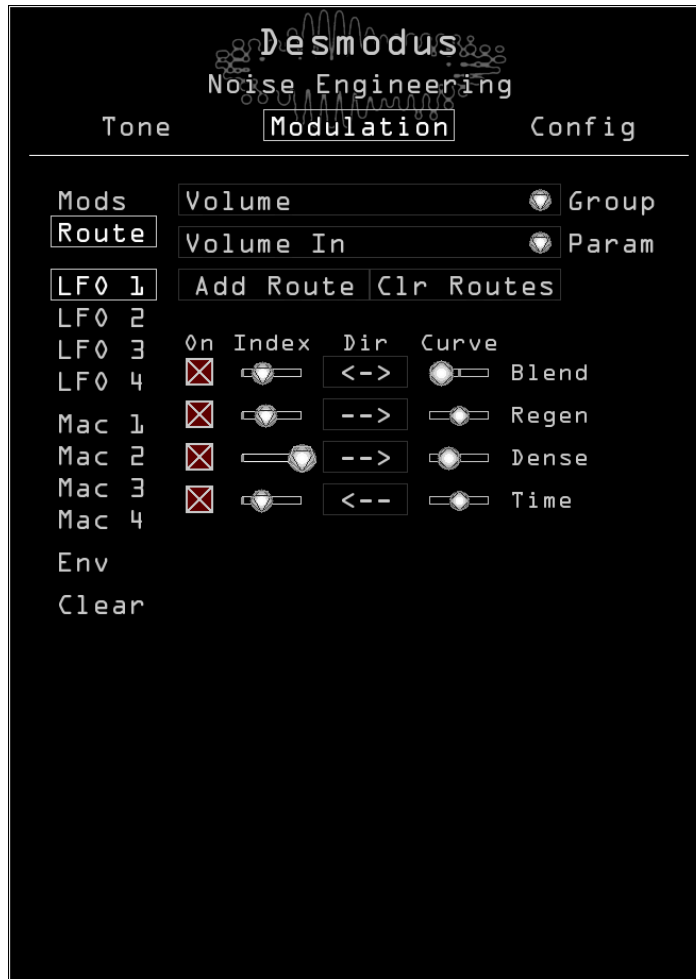 Desmodus
Noise Engineering
Tone Modulation Config
Mods Volume Group
Route Volume In Param
LFO 1 Add Route Clr Routes
LFO 2
LFO 3 On Index Dir Curve
LFO 4 <-> Blend
Mac 1 --> Regen
Mac 2 --> Dense
Mac 3 <-- Time
Mac 4
Env
Clear